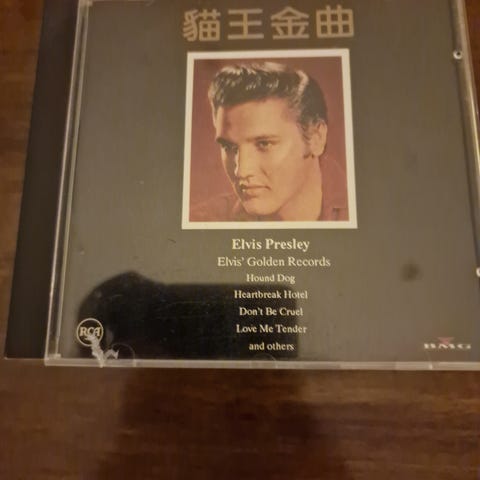 貓王金曲
Elvis Presley
Elvis' Golden Records
Hound Dog
Heartbreak Hotel
Don't Be Cruel
Love Me Tender
and others
RCA
BMG